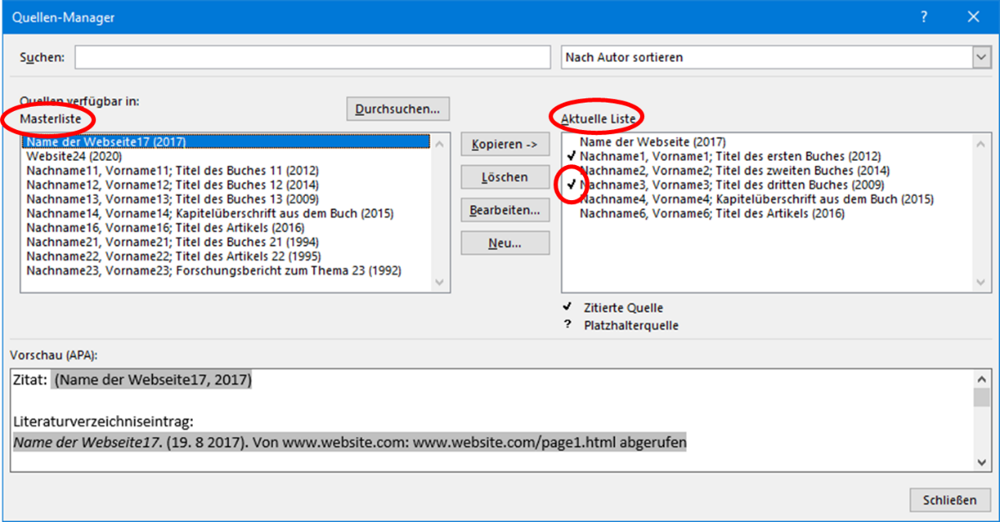 Quellen-Manager
?
Suchen:
Nach Autor sortieren
Quellen verfügbar in:
Masterliste
Durchsuchen...
Aktuelle Liste
Name der Webseite17 (2017)
Website24 (2020)
Nachname11, Vorname11; Titel des Buches 11 (2012)
Nachname12, Vorname12; Titel des Buches 12 (2014)
Nachname13, Vorname13; Titel des Buches 13 (2009)
Nachname14, Vorname14; Kapitelüberschrift aus dem Buch (2015)
Nachname16, Vorname16; Titel des Artikels (2016)
Nachname21, Vorname21; Titel des Buches 21 (1994)
Nachname22, Vorname22; Titel des Artikels 22 (1995)
Nachname23, Vorname23; Forschungsbericht zum Thema 23 (1992)
Kopieren ->
Löschen
Bearbeiten...
Neu...
Name der Webseite (2017)
✓ Nachname1, Vorname1; Titel des ersten Buches (2012)
Nachname2, Vorname2; Titel des zweiten Buches (2014)
✓ Nachname3, Vorname3; Titel des dritten Buches (2009)
Nachname4, Vorname4; Kapitelüberschrift aus dem Buch (2015)
Nachname6, Vorname6; Titel des Artikels (2016)
✓ Zitierte Quelle
? Platzhalterquelle
Vorschau (APA):
Zitat: (Name der Webseite17, 2017)
Literaturverzeichniseintrag:
Name der Webseite17. (19. 8 2017). Von www.website.com: www.website.com/page1.html abgerufen
Schließen